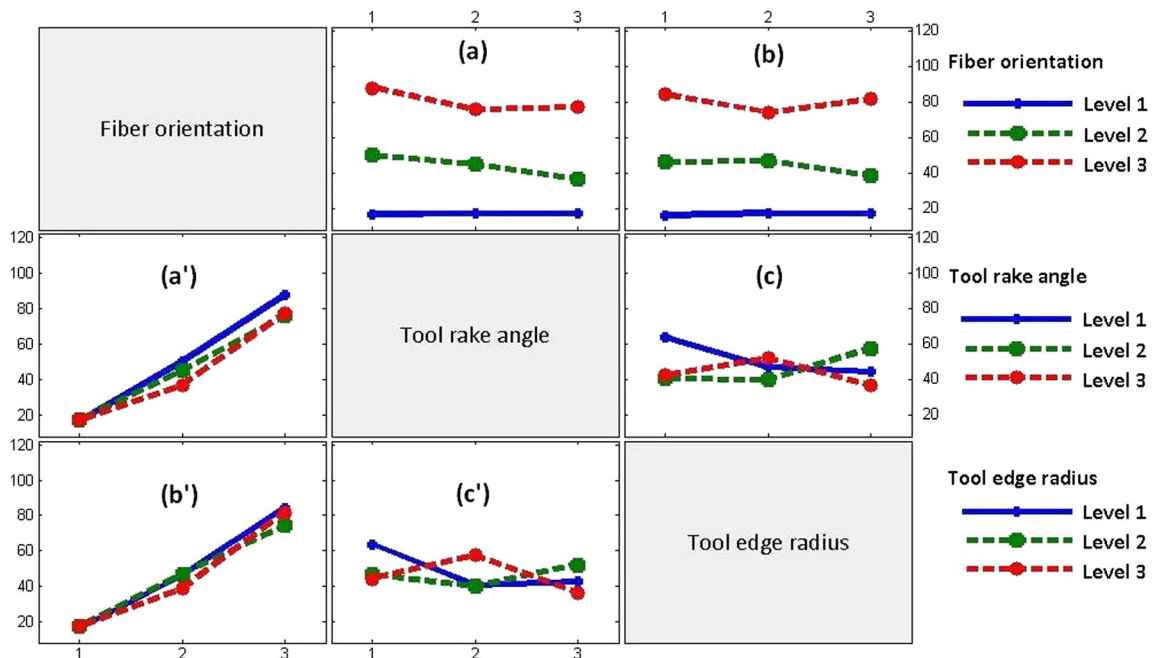 1 2 3 1 2 3
(a) (b)
120
100
80
60
40
20
Fiber orientation
Fiber orientation
Level 1
Level 2
Level 3
120
100
80
60
40
20
(a')
Tool rake angle
(c)
120
100
80
60
40
20
Tool rake angle
Level 1
Level 2
Level 3
120
100
80
60
40
20
(b')
(c')
Tool edge radius
Tool edge radius
Level 1
Level 2
Level 3
1 2 3 1 2 3